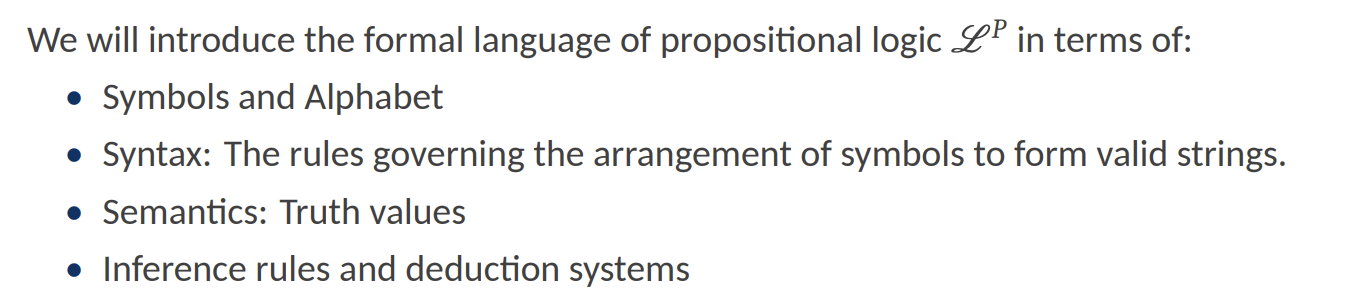 We will introduce the formal language of propositional logic ℒᴾ in terms of:
• Symbols and Alphabet
• Syntax: The rules governing the arrangement of symbols to form valid strings.
• Semantics: Truth values
• Inference rules and deduction systems